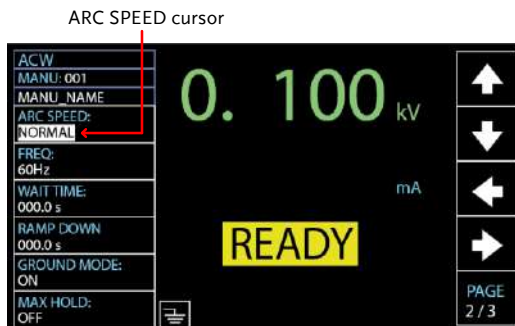 ARC SPEED cursor
ACW
MANU: 001
MANU_NAME
ARC SPEED:
NORMAL
FREQ:
60Hz
WAIT TIME:
000.0 s
RAMP DOWN
000.0 s
GROUND MODE:
ON
MAX HOLD:
OFF
0. 100 kV
mA
READY
PAGE
2/3